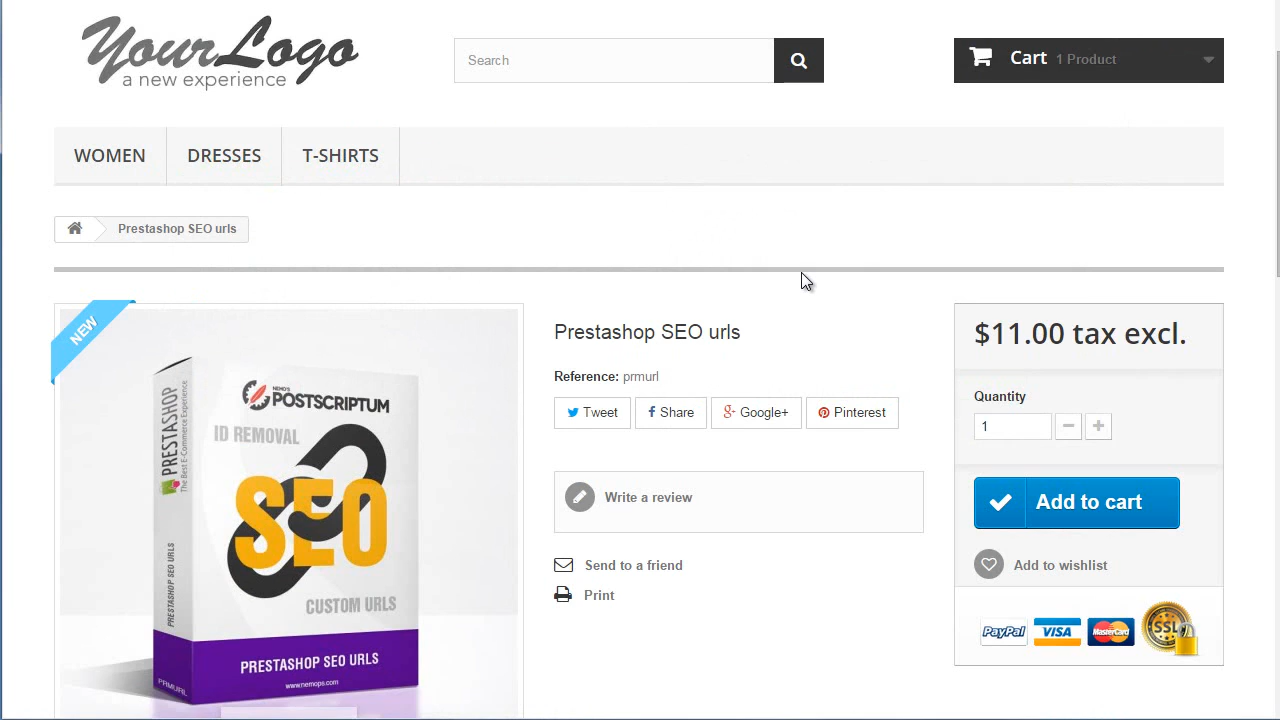 YourLogo
a new experience
Search
Cart 1 Product
WOMEN
DRESSES
T-SHIRTS
Prestashop SEO urls
NEW
NEMO'S
POSTSCRIPTUM
ID REMOVAL
SEO
CUSTOM URLS
PRESTASHOP
The Best E-Commerce Experience
PRESTASHOP SEO URLS
PRMURL
PRESTASHOP SEO URLS
www.nemops.com
Prestashop SEO urls
Reference: prmurl
Tweet
Share
Google+
Pinterest
Write a review
Send to a friend
Print
$11.00 tax excl.
Quantity
1
Add to cart
Add to wishlist
PayPal
VISA
MasterCard
SSL